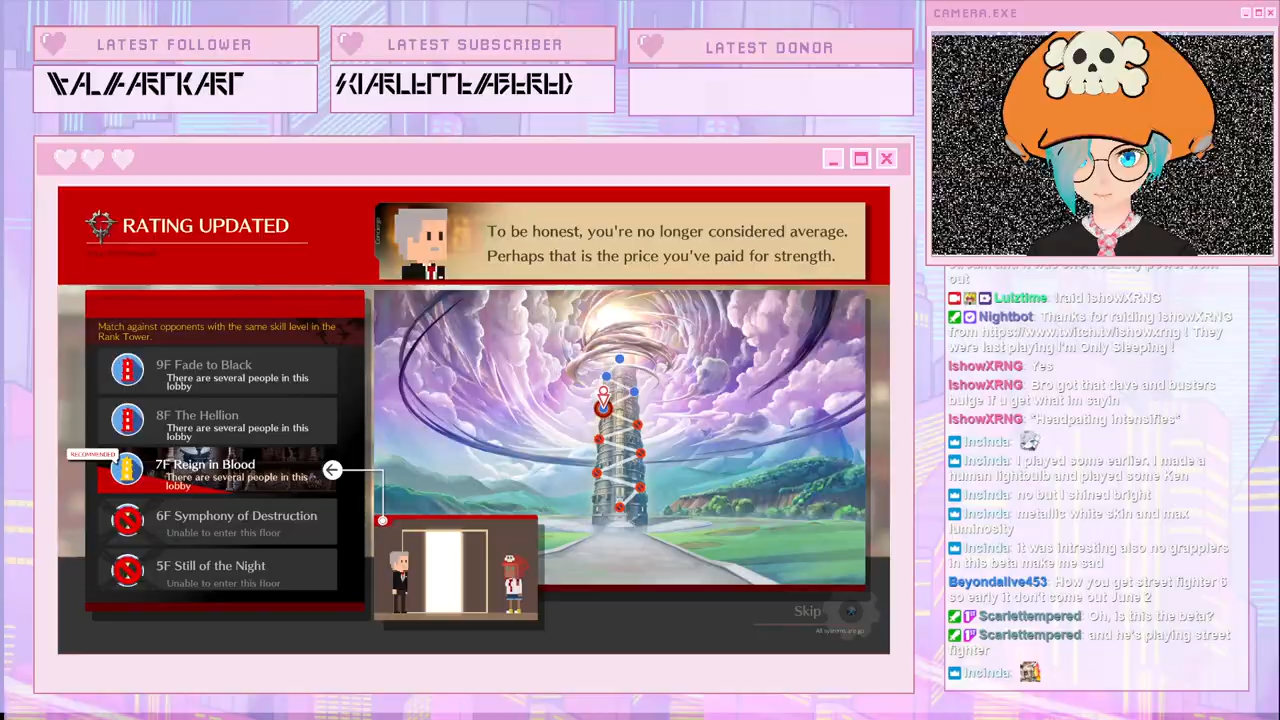 LATEST FOLLOWER
LATEST SUBSCRIBER
LATEST DONOR
CAMERA.EXE
RATING UPDATED
Concierge
To be honest, you're no longer considered average.
Perhaps that is the price you've paid for strength.
Match against opponents with the same skill level in the
Rank Tower.
9F Fade to Black
There are several people in this
lobby
8F The Hellion
There are several people in this
lobby
RECOMMENDED
7F Reign in Blood
There are several people in this
lobby
6F Symphony of Destruction
Unable to enter this floor
5F Still of the Night
Unable to enter this floor
Skip
All systems are go
out
Lulztime: !raid ishowXRNG
Nightbot: Thanks for raiding ishowXRNG
from https://www.twitch.tv/ishowxrng ! They
were last playing I'm Only Sleeping !
IshowXRNG: Yes
IshowXRNG: Bro got that dave and busters
bulge if u get what im sayin
IshowXRNG: *Headpating intensifies*
Incinda:
Incinda: I played some earlier. I made a
human lightbulb and played some Ken
Incinda: no but I shined bright
Incinda: metallic white skin and max
luminosity
Incinda: it was intresting also no grapplers
in this beta make me sad
Beyondalive453: How you get street fighter 6
so early it don't come out June 2
Scarlettempered: Oh, is this the beta?
Scarlettempered: and he's playing street
fighter
Incinda: